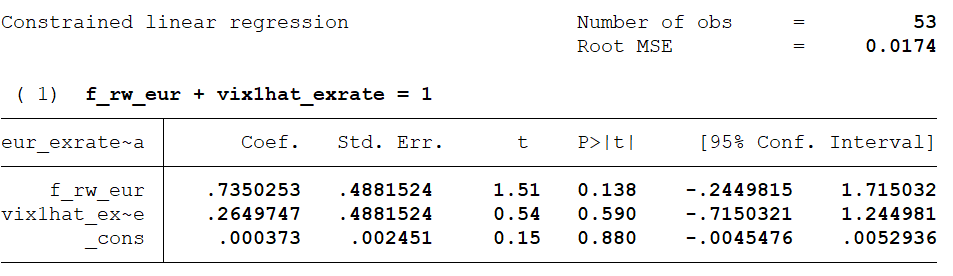 Constrained linear regression Number of obs = 53
Root MSE = 0.0174
( 1) f_rw_eur + vix1hat_exrate = 1
eur_exrate~a Coef. Std. Err. t P>|t| [95% Conf. Interval]
f_rw_eur .7350253 .4881524 1.51 0.138 -.2449815 1.715032
vix1hat_ex~e .2649747 .4881524 0.54 0.590 -.7150321 1.244981
_cons .000373 .002451 0.15 0.880 -.0045476 .0052936